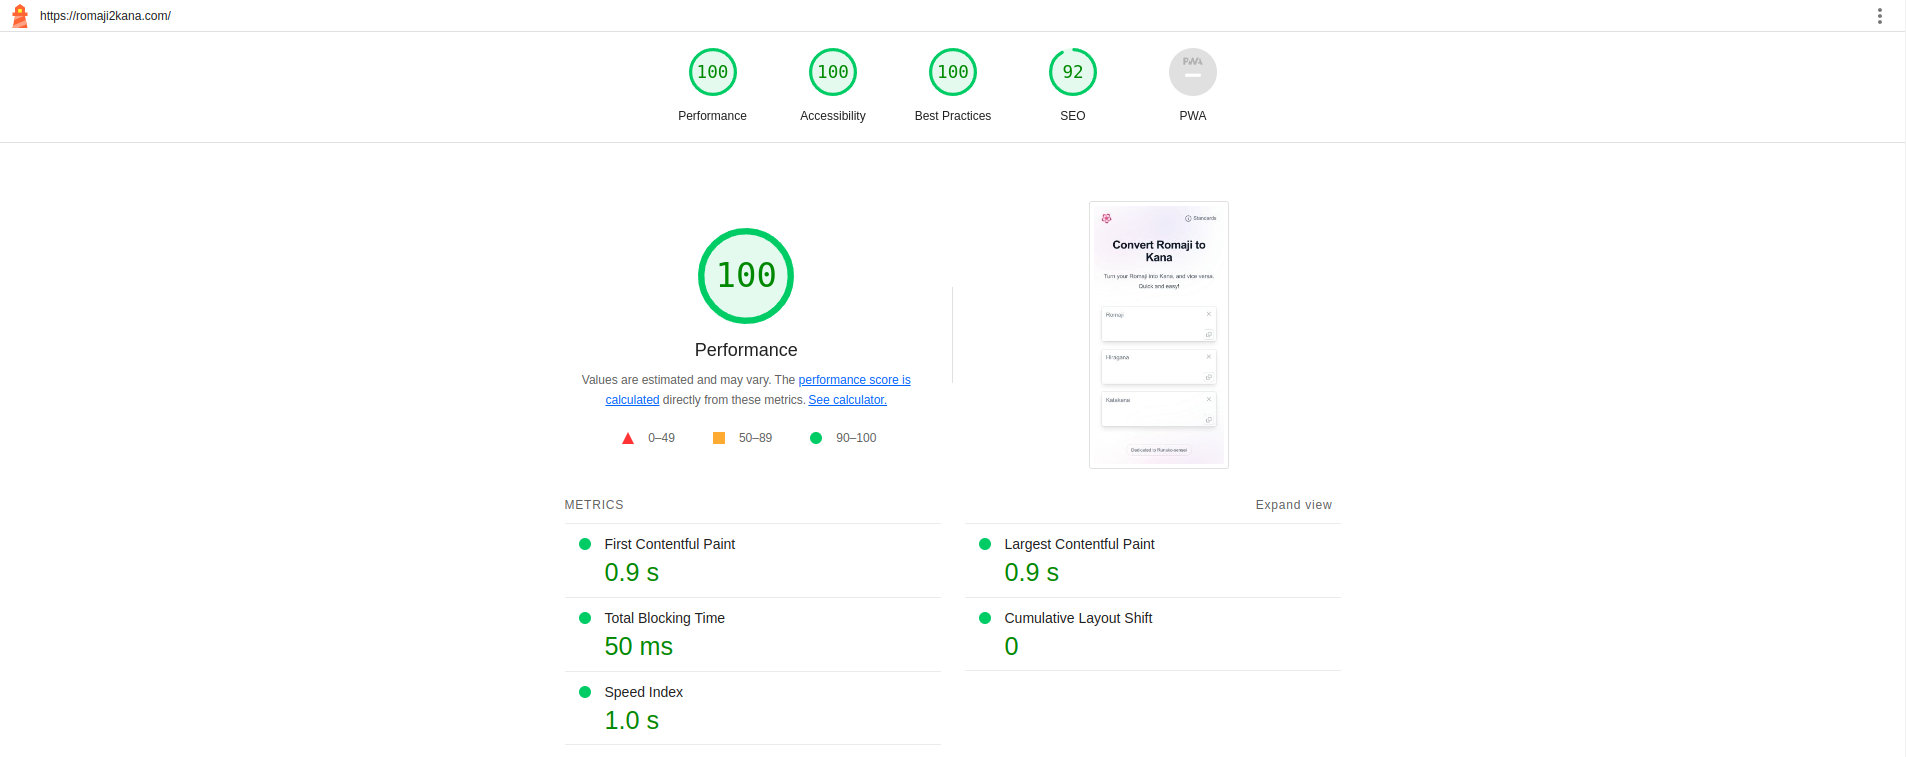 https://romaji2kana.com/
100
100
100
92
PWA
Performance
Accessibility
Best Practices
SEO
PWA
100
Performance
Values are estimated and may vary. The performance score is
calculated directly from these metrics. See calculator.
0–49
50–89
90–100
Standards
Convert Romaji to
Kana
Turn your Romaji into Kana, and vice versa.
Quick and easy!
Romaji
Hiragana
Katakana
Dedicated to
METRICS
Expand view
First Contentful Paint
0.9 s
Largest Contentful Paint
0.9 s
Total Blocking Time
50 ms
Cumulative Layout Shift
0
Speed Index
1.0 s